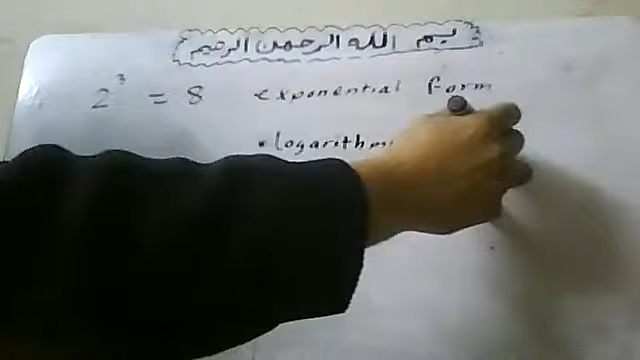 بسم الله الرحمن الرحيم
2³ = 8 exponential form
• logarithm